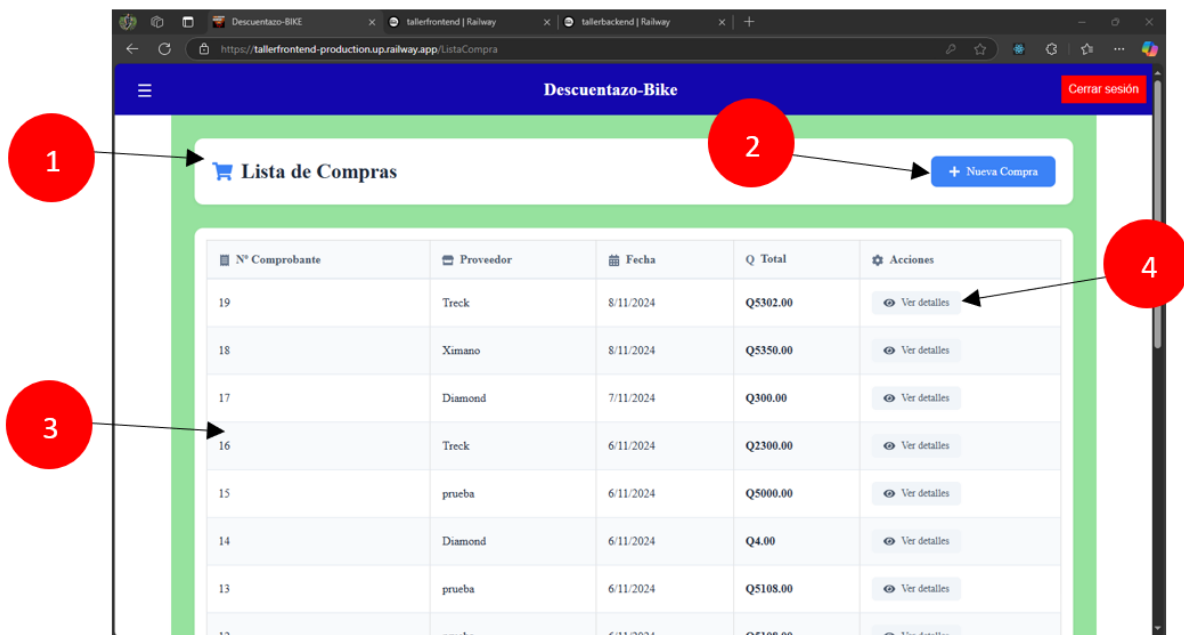 Descuentazo-BIKE
tallerfrontend | Railway
tallerbackend | Railway
https://tallerfrontend-production.up.railway.app/ListaCompra
Descuentazo-Bike
Cerrar sesión
1
Lista de Compras
2
+ Nueva Compra
Nº Comprobante Proveedor Fecha Q Total Acciones
4
19 Treck 8/11/2024 Q5302.00 Ver detalles
18 Ximano 8/11/2024 Q5350.00 Ver detalles
17 Diamond 7/11/2024 Q300.00 Ver detalles
3
16 Treck 6/11/2024 Q2300.00 Ver detalles
15 prueba 6/11/2024 Q5000.00 Ver detalles
14 Diamond 6/11/2024 Q4.00 Ver detalles
13 prueba 6/11/2024 Q5108.00 Ver detalles